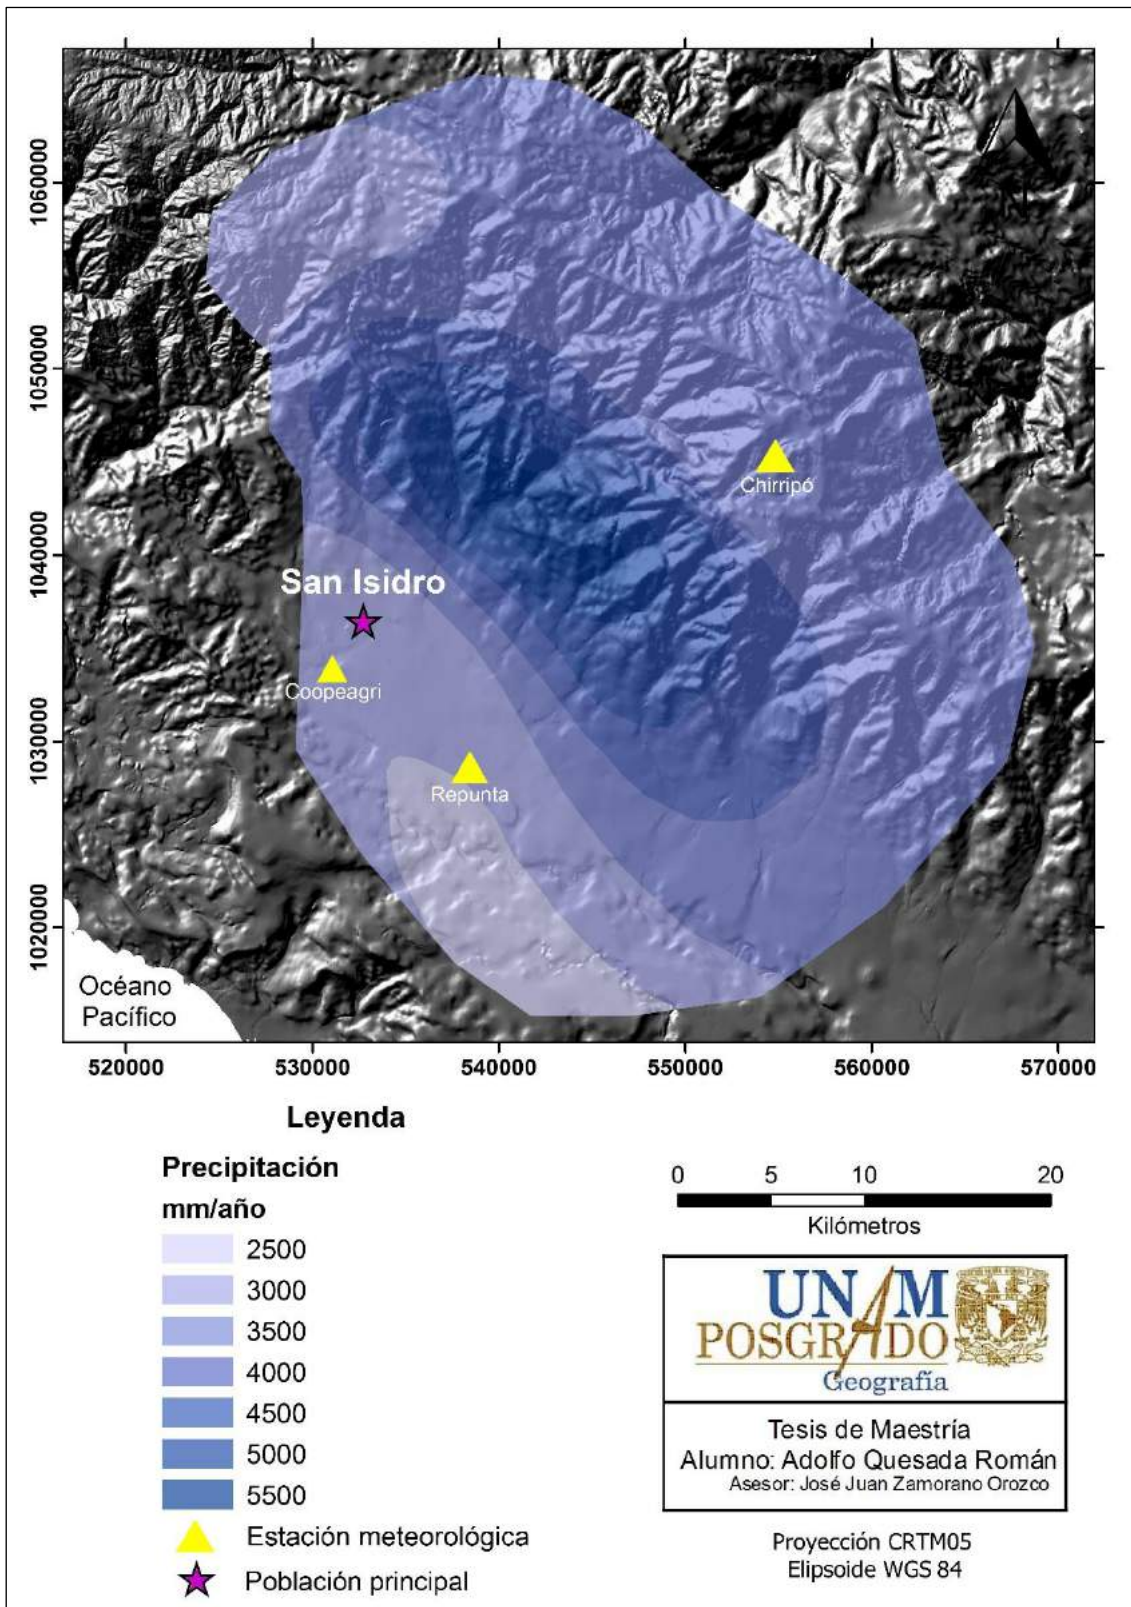 1060000
1050000
1040000
1030000
1020000
Chirripó
San Isidro
Coopeagri
Repunta
Océano
Pacífico
520000 530000 540000 550000 560000 570000
Leyenda
Precipitación
mm/año
2500
3000
3500
4000
4500
5000
5500
Estación meteorológica
Población principal
0 5 10 20
Kilómetros
UNAM
POSGRADO
Geografía
Tesis de Maestría
Alumno: Adolfo Quesada Román
Asesor: José Juan Zamorano Orozco
Proyección CRTM05
Elipsoide WGS 84